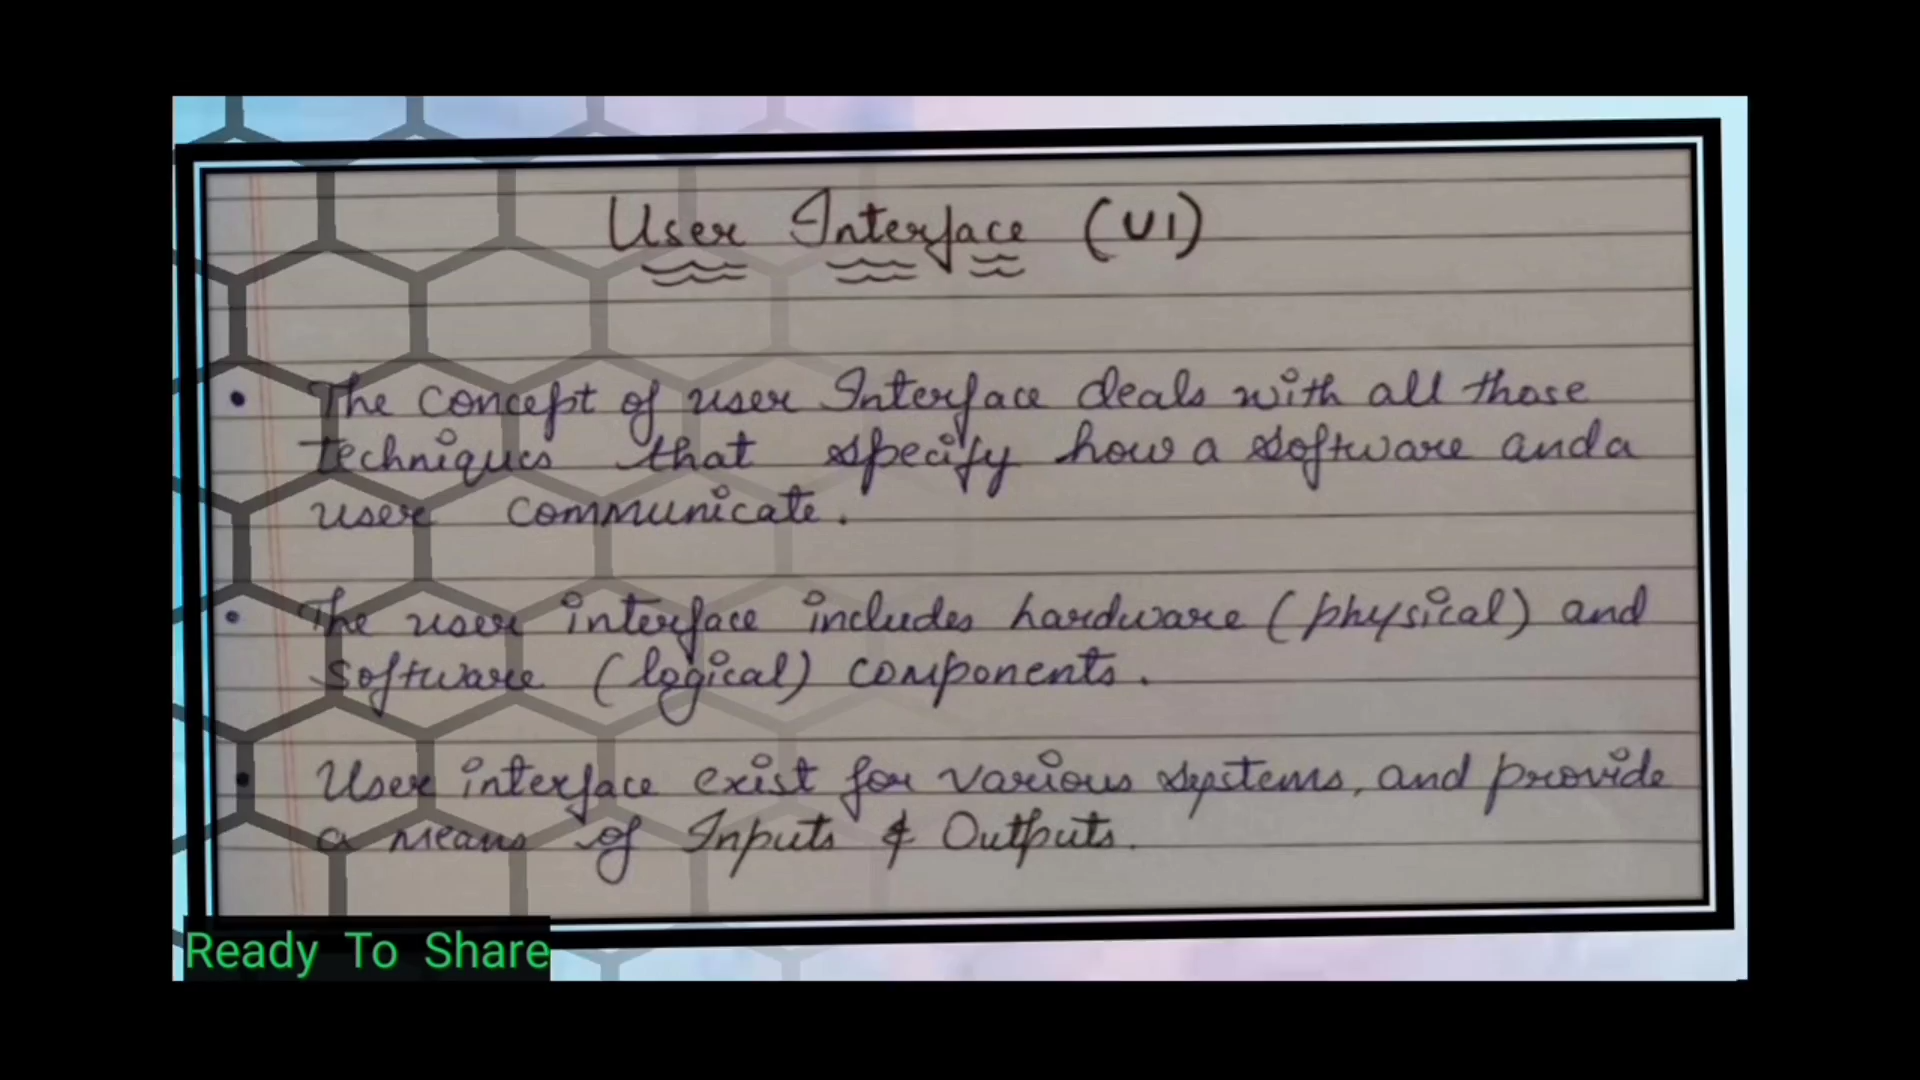 User Interface (UI)
• The concept of user Interface deals with all those
techniques that specify how a software and a
user communicate.
• The user interface includes hardware (physical) and
software (logical) components.
• User interface exist for various systems, and provide
a means of Inputs & Outputs.
Ready To Share